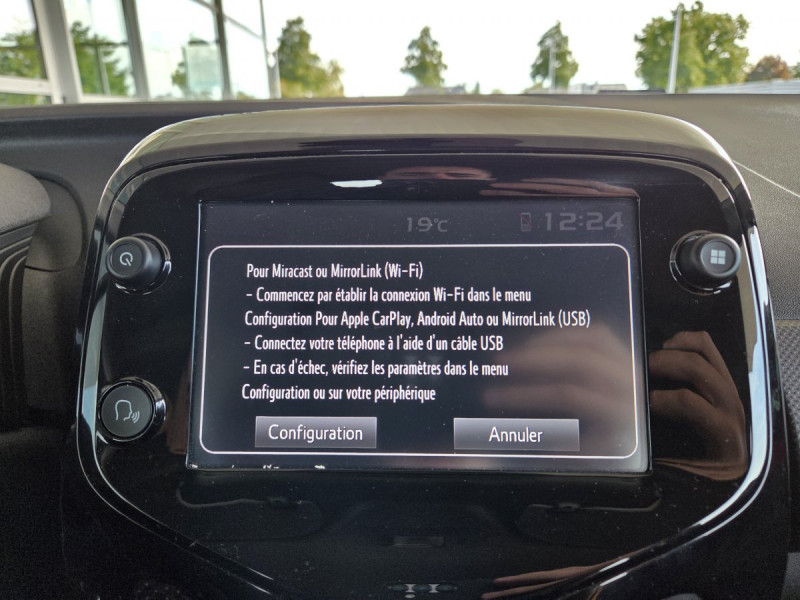 19°C 12:24
Pour Miracast ou MirrorLink (Wi-Fi)
- Commencez par établir la connexion Wi-Fi dans le menu
Configuration Pour Apple CarPlay, Android Auto ou MirrorLink (USB)
- Connectez votre téléphone à l'aide d'un câble USB
- En cas d'échec, vérifiez les paramètres dans le menu
Configuration ou sur votre périphérique
Configuration Annuler